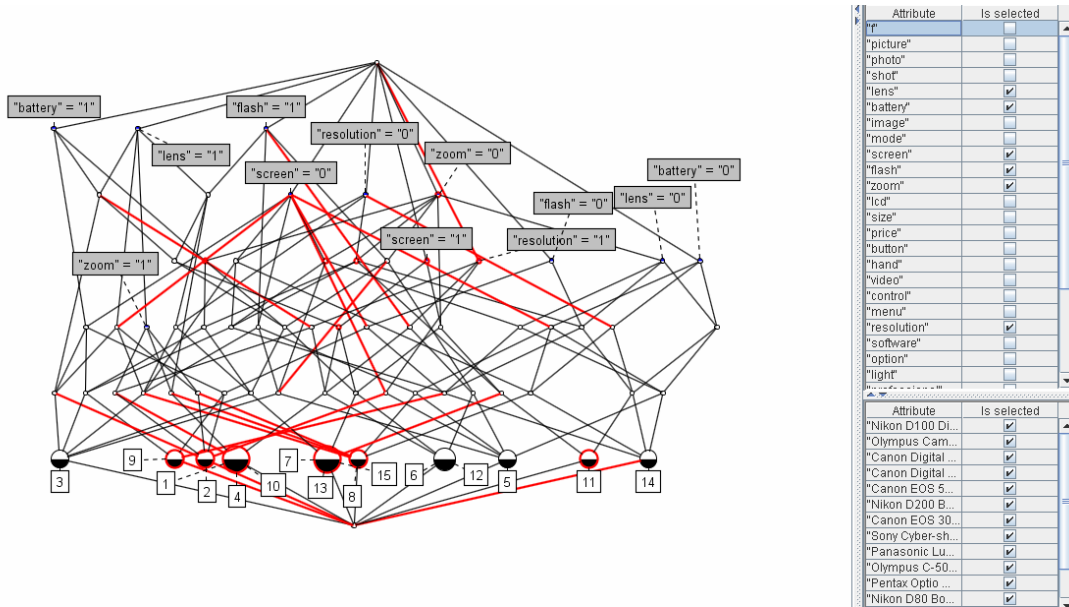 "battery" = "1"
"flash" = "1"
"resolution" = "0"
"lens" = "1"
"zoom" = "0"
"screen" = "0"
"battery" = "0"
"flash" = "0"
"lens" = "0"
"screen" = "1"
"resolution" = "1"
"zoom" = "1"
9
7
15
6
12
3
1
2
4
10
13
8
5
11
14
Attribute Is selected
"f"
"picture"
"photo"
"shot"
"lens"
"battery"
"image"
"mode"
"screen"
"flash"
"zoom"
"lcd"
"size"
"price"
"button"
"hand"
"video"
"control"
"menu"
"resolution"
"software"
"option"
"light"
Attribute Is selected
"Nikon D100 Di...
"Olympus Cam...
"Canon Digital ...
"Canon Digital ...
"Canon EOS 5...
"Nikon D200 B...
"Canon EOS 30...
"Sony Cyber-sh...
"Panasonic Lu...
"Olympus C-50...
"Pentax Optio ...
"Nikon D80 Bo...